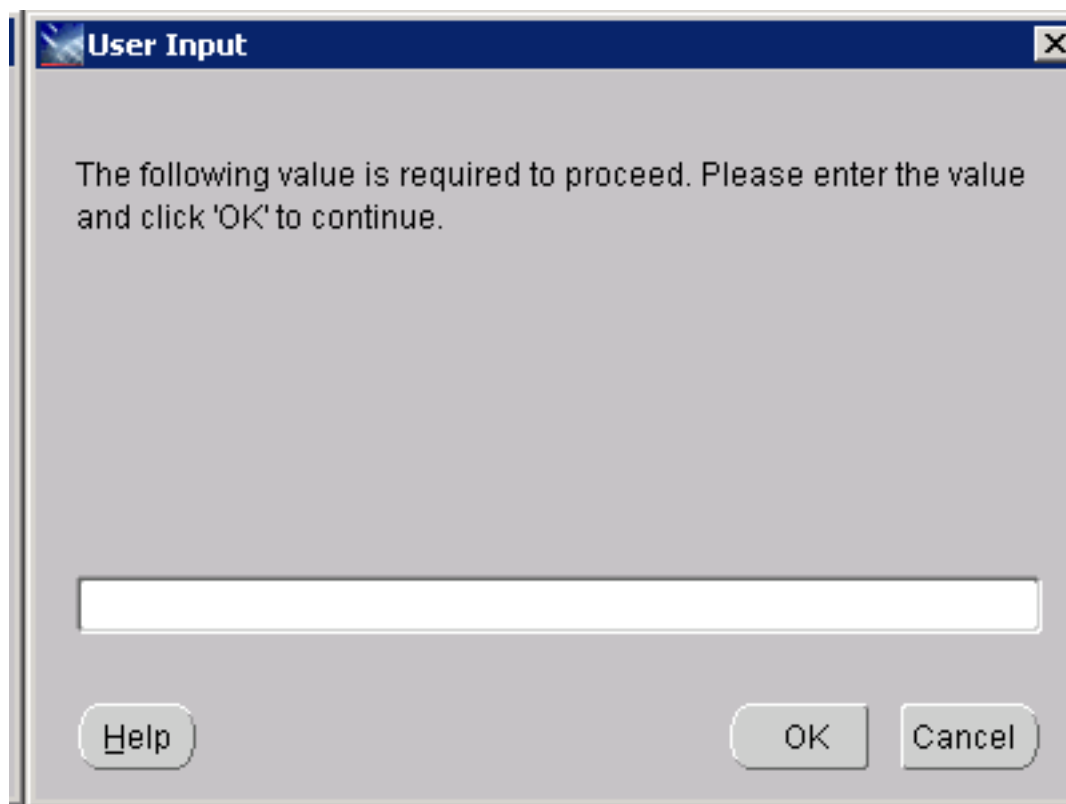 User Input
The following value is required to proceed. Please enter the value
and click 'OK' to continue.
Help
OK
Cancel